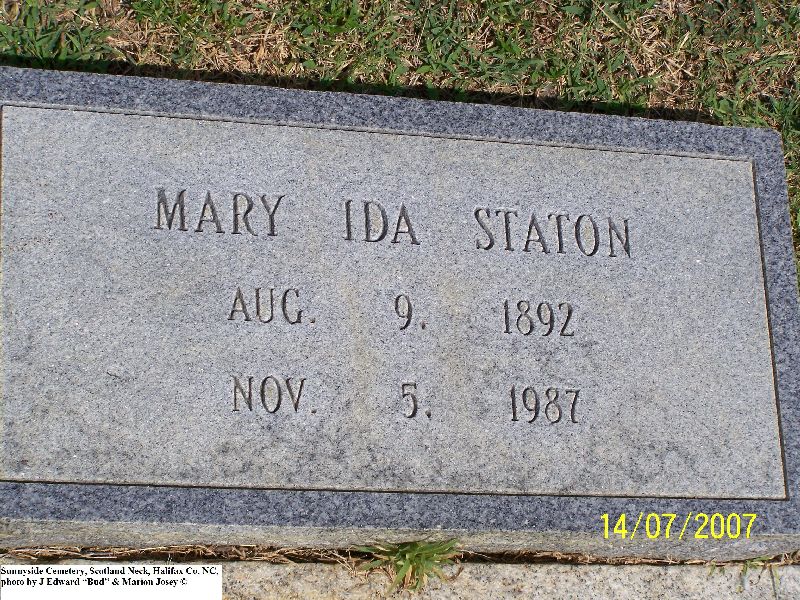 MARY IDA STATON
AUG. 9. 1892
NOV. 5. 1987
14/07/2007
Sunnyside Cemetery, Scotland Neck, Halifax Co. NC.
photo by J Edward "Bud" & Marion Josey ©